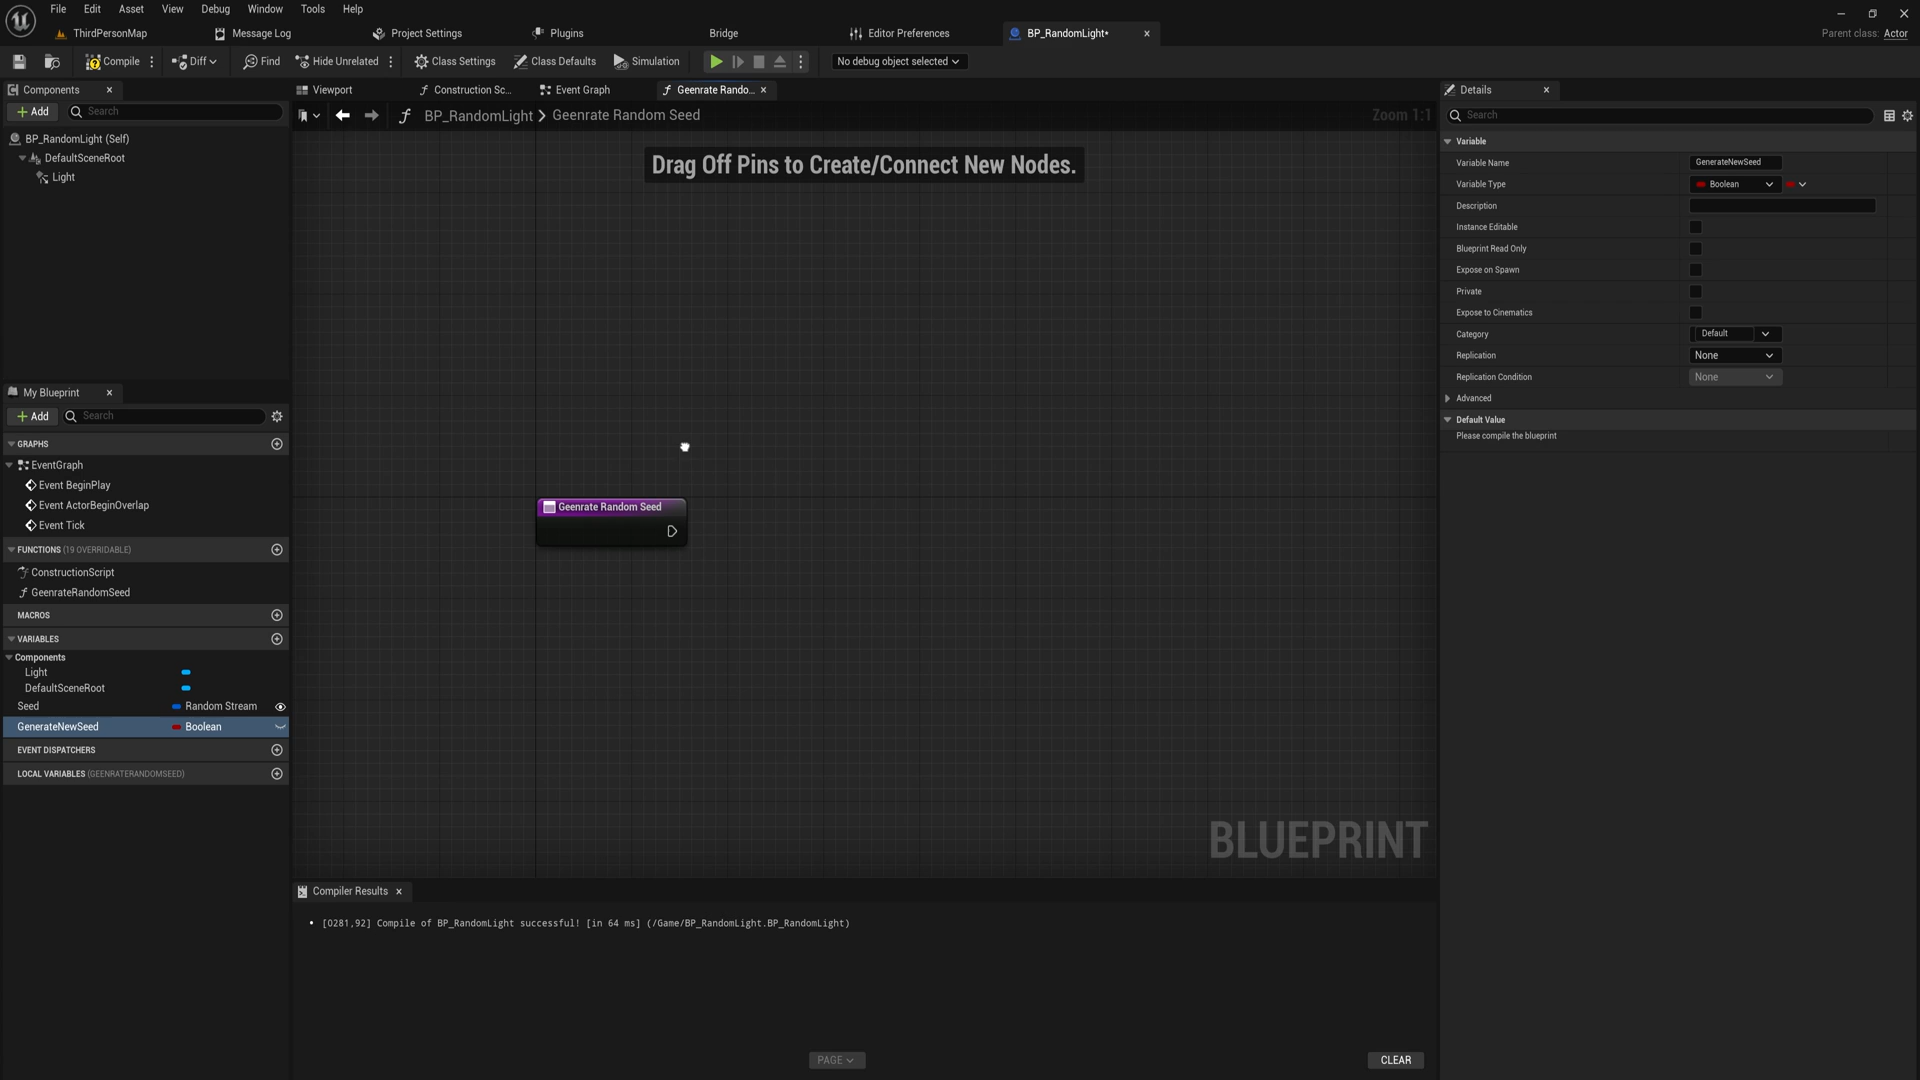 File Edit Asset View Debug Window Tools Help
ThirdPersonMap Message Log Project Settings Plugins Bridge Editor Preferences BP_RandomLight* Parent class: Actor
Compile Diff Find Hide Unrelated Class Settings Class Defaults Simulation No debug object selected
Components
Add Search
BP_RandomLight (Self)
DefaultSceneRoot
Light
My Blueprint
Add Search
GRAPHS
EventGraph
Event BeginPlay
Event ActorBeginOverlap
Event Tick
FUNCTIONS (19 OVERRIDABLE)
ConstructionScript
GeenrateRandomSeed
MACROS
VARIABLES
Components
Light
DefaultSceneRoot
Seed Random Stream
GenerateNewSeed Boolean
EVENT DISPATCHERS
LOCAL VARIABLES (GEENRATERANDOMSEED)
Viewport Construction Sc... Event Graph Geenrate Rando...
BP_RandomLight > Geenrate Random Seed Zoom 1:1
Drag Off Pins to Create/Connect New Nodes.
Geenrate Random Seed
BLUEPRINT
Compiler Results
• [0281,92] Compile of BP_RandomLight successful! [in 64 ms] (/Game/BP_RandomLight.BP_RandomLight)
PAGE CLEAR
Details
Search
Variable
Variable Name GenerateNewSeed
Variable Type Boolean
Description
Instance Editable
Blueprint Read Only
Expose on Spawn
Private
Expose to Cinematics
Category Default
Replication None
Replication Condition None
Advanced
Default Value
Please compile the blueprint